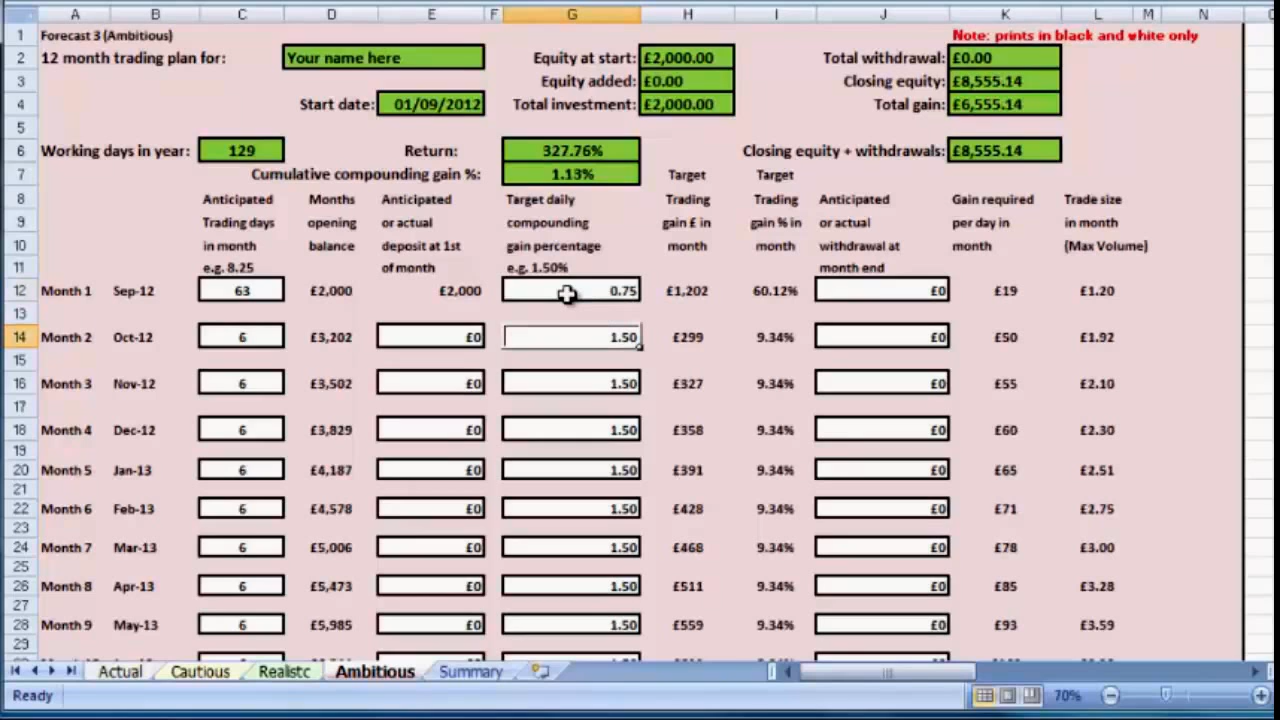 A B C D E F G H I J K L M N
1 Forecast 3 (Ambitious) Note: prints in black and white only
2 12 month trading plan for: Your name here Equity at start: £2,000.00 Total withdrawal: £0.00
3 Equity added: £0.00 Closing equity: £8,555.14
4 Start date: 01/09/2012 Total investment: £2,000.00 Total gain: £6,555.14
5
6 Working days in year: 129 Return: 327.76% Closing equity + withdrawals: £8,555.14
7 Cumulative compounding gain %: 1.13% Target Target
8 Anticipated Months Anticipated Target daily Trading Trading Anticipated Gain required Trade size
9 Trading days opening or actual compounding gain £ in gain % in or actual per day in in month
10 in month balance deposit at 1st gain percentage month month withdrawal at month (Max Volume)
11 e.g. 8.25 of month e.g. 1.50% month end
12 Month 1 Sep-12 63 £2,000 £2,000 0.75 £1,202 60.12% £0 £19 £1.20
13
14 Month 2 Oct-12 6 £3,202 £0 1.50 £299 9.34% £0 £50 £1.92
15
16 Month 3 Nov-12 6 £3,502 £0 1.50 £327 9.34% £0 £55 £2.10
17
18 Month 4 Dec-12 6 £3,829 £0 1.50 £358 9.34% £0 £60 £2.30
19
20 Month 5 Jan-13 6 £4,187 £0 1.50 £391 9.34% £0 £65 £2.51
21
22 Month 6 Feb-13 6 £4,578 £0 1.50 £428 9.34% £0 £71 £2.75
23
24 Month 7 Mar-13 6 £5,006 £0 1.50 £468 9.34% £0 £78 £3.00
25
26 Month 8 Apr-13 6 £5,473 £0 1.50 £511 9.34% £0 £85 £3.28
27
28 Month 9 May-13 6 £5,985 £0 1.50 £559 9.34% £0 £93 £3.59
29
Actual Cautious Realistc Ambitious Summary
Ready 70%